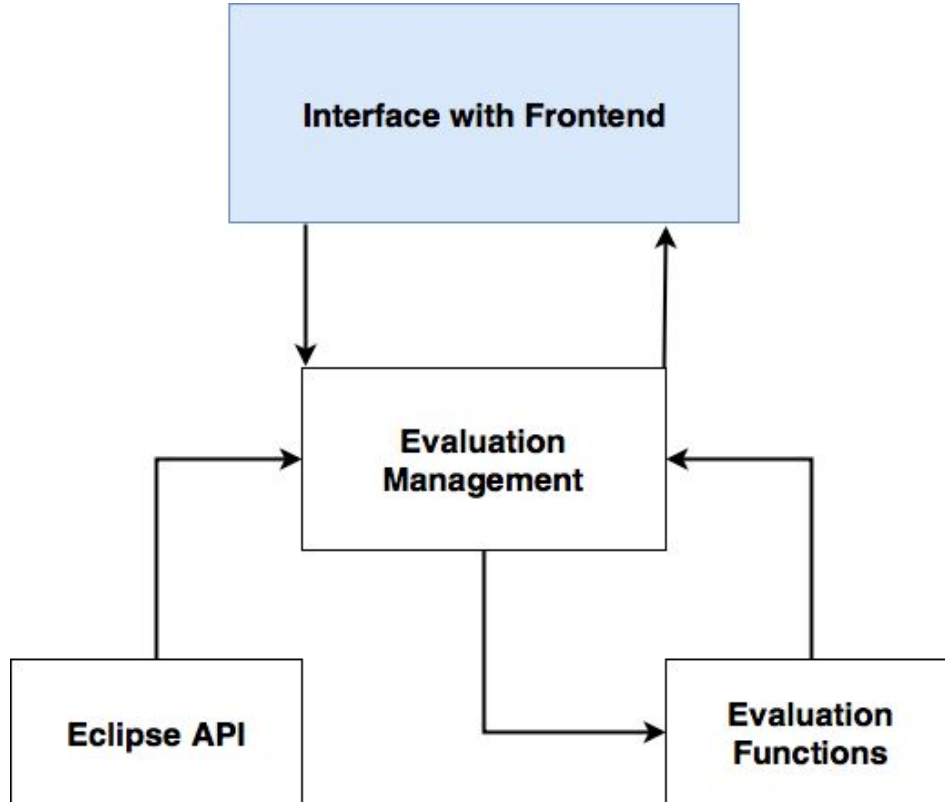 Interface with Frontend
Evaluation
Management
Eclipse API
Evaluation
Functions